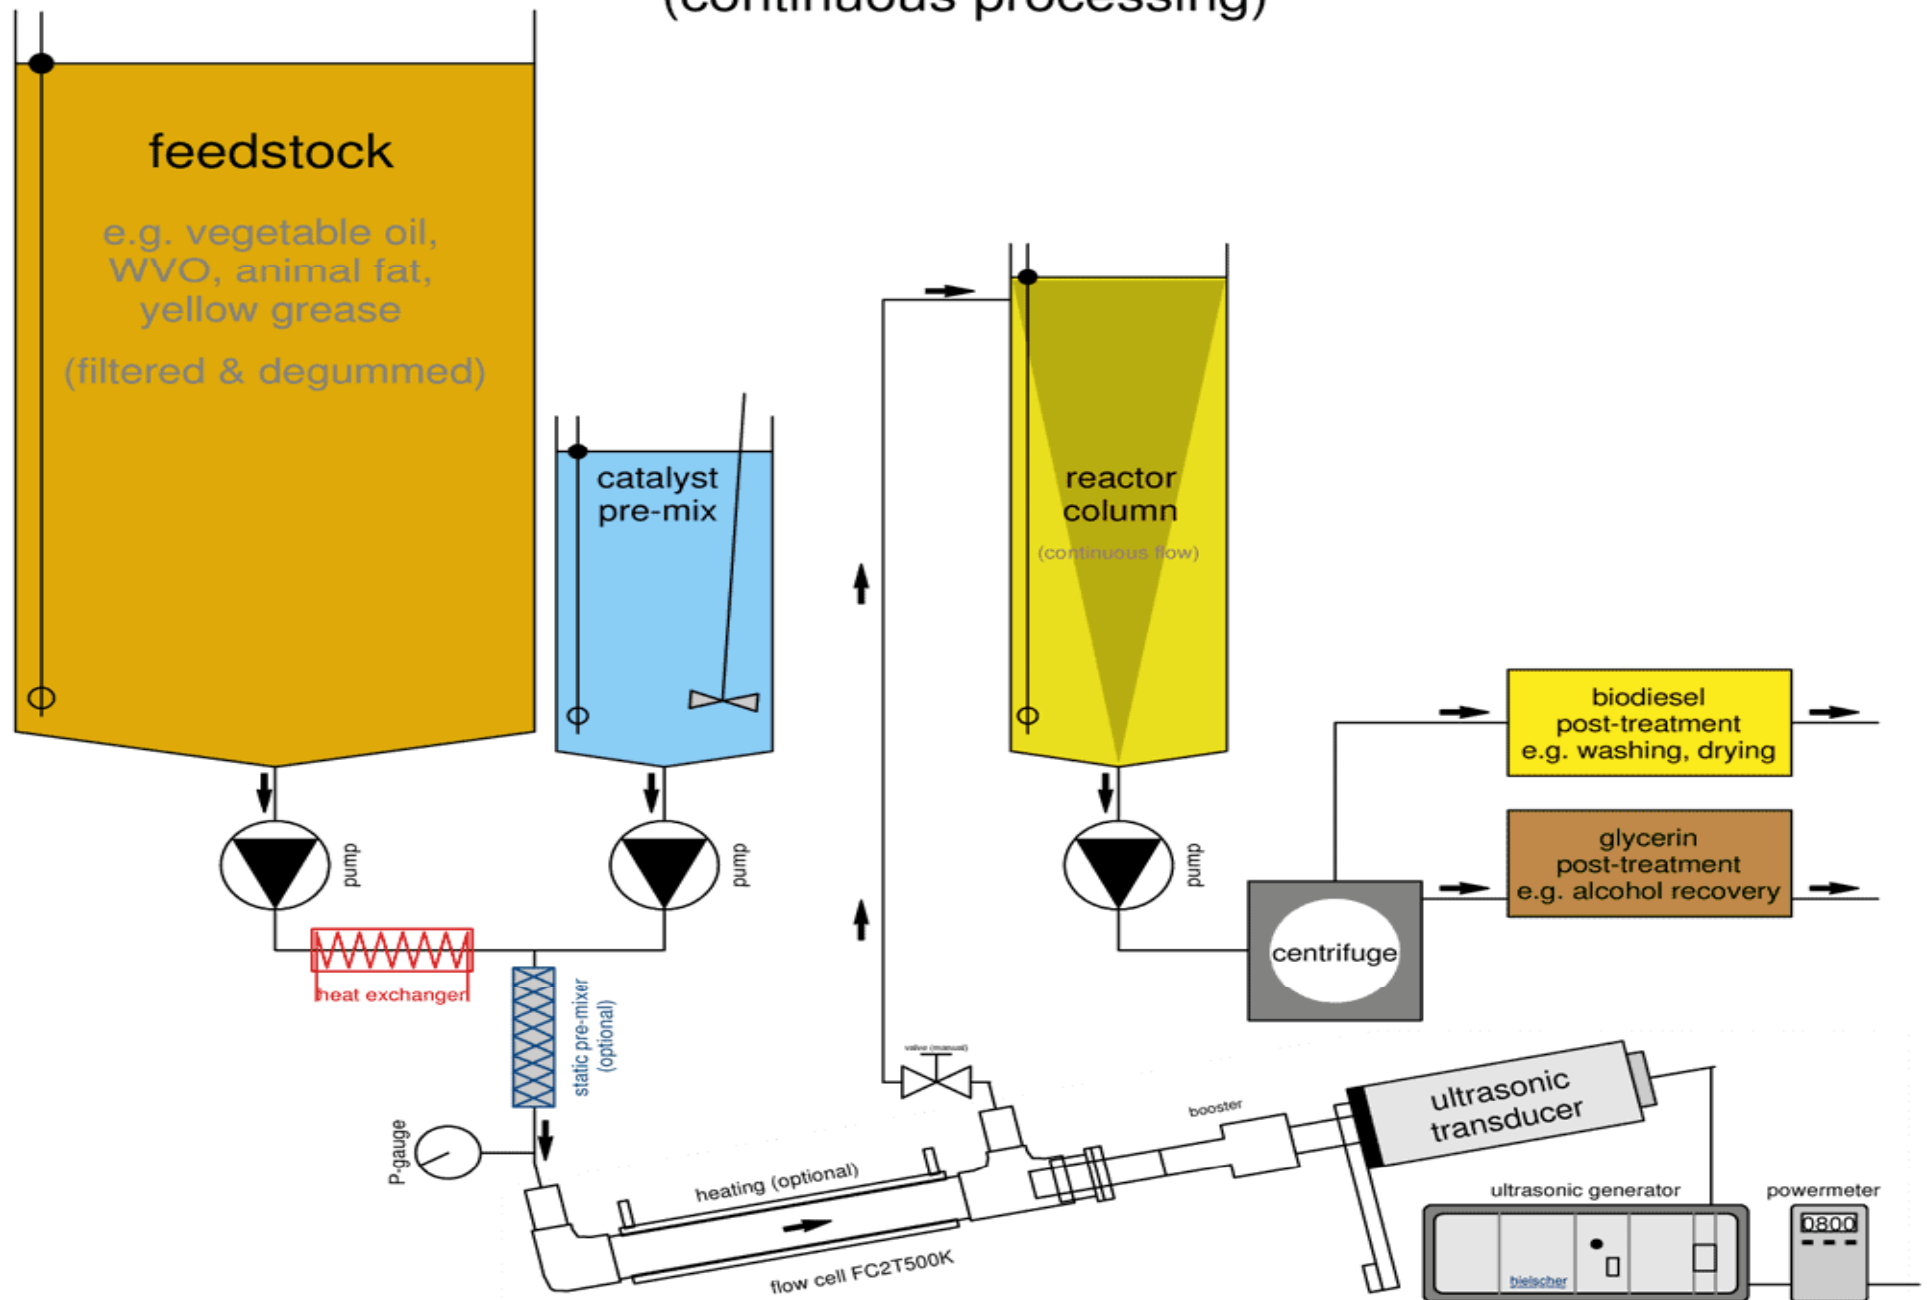 (continuous processing)
feedstock
e.g. vegetable oil,
WVO, animal fat,
yellow grease
(filtered & degummed)
catalyst
pre-mix
reactor
column
(continuous flow)
biodiesel
post-treatment
e.g. washing, drying
glycerin
post-treatment
e.g. alcohol recovery
pump
pump
pump
centrifuge
heat exchanger
static pre-mixer
(optional)
valve (manual)
P-gauge
booster
ultrasonic
transducer
heating (optional)
flow cell FC2T500K
ultrasonic generator
powermeter
0800
hielscher